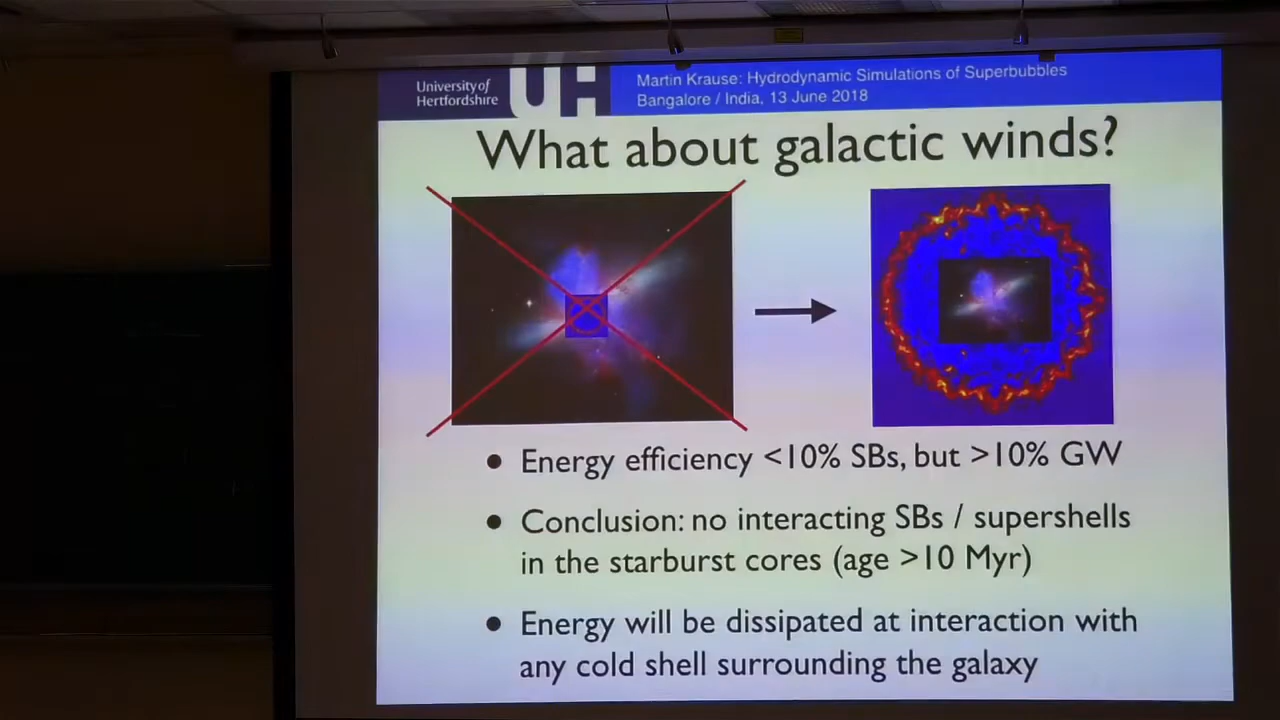 University of
Hertfordshire
UH
Martin Krause: Hydrodynamic Simulations of Superbubbles
Bangalore / India, 13 June 2018
What about galactic winds?
• Energy efficiency <10% SBs, but >10% GW
• Conclusion: no interacting SBs / supershells
in the starburst cores (age >10 Myr)
• Energy will be dissipated at interaction with
any cold shell surrounding the galaxy